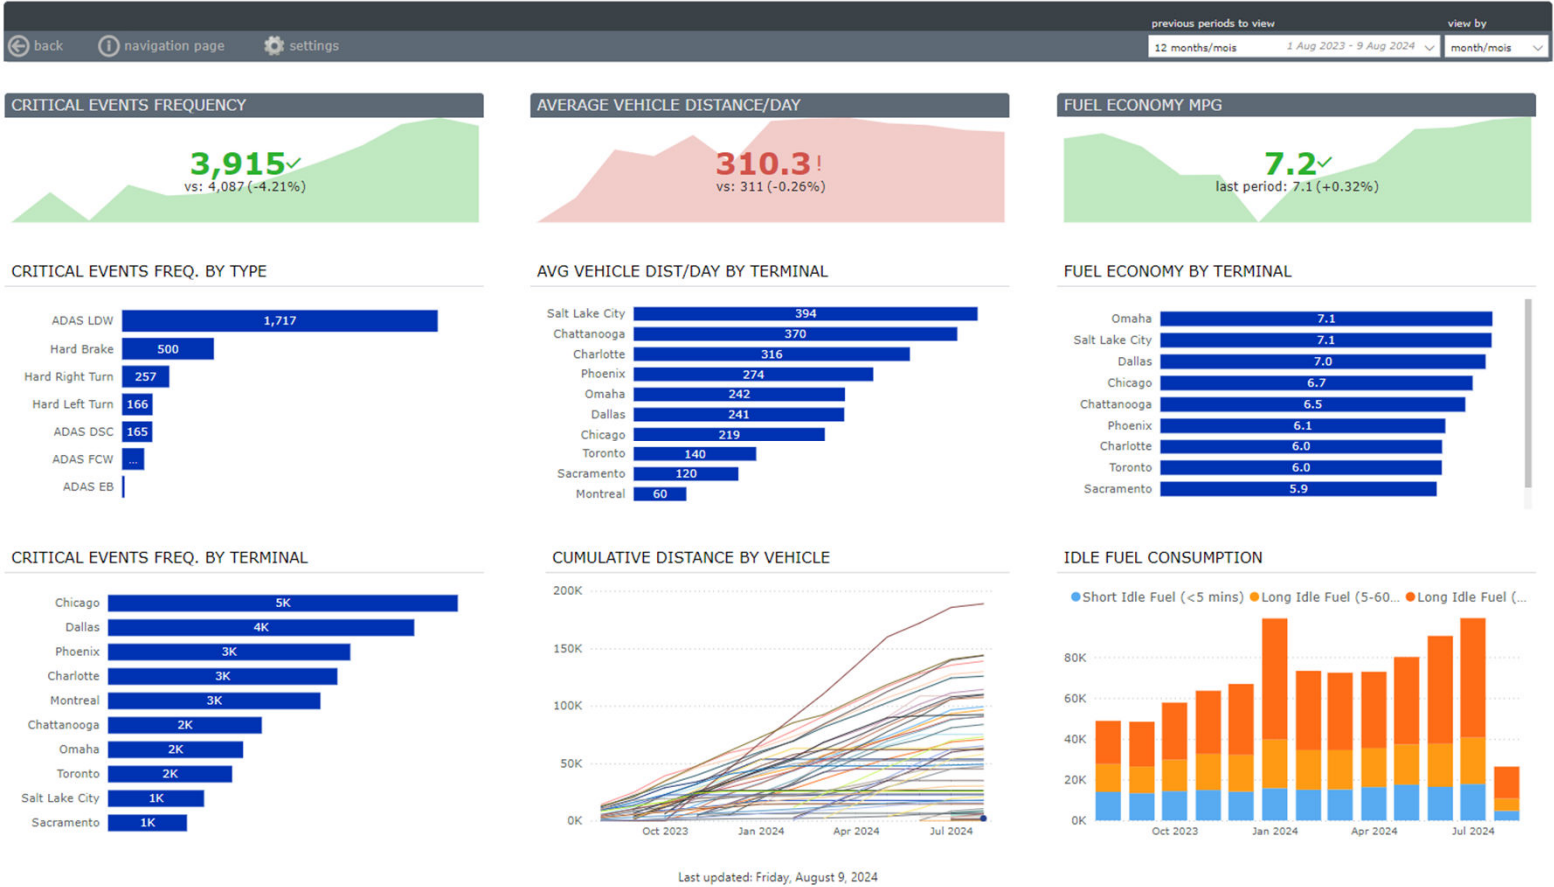 previous periods to view
view by
back
navigation page
settings
12 months/mois
1 Aug 2023 - 9 Aug 2024
month/mois
CRITICAL EVENTS FREQUENCY
3,915
vs: 4,087 (-4.21%)
AVERAGE VEHICLE DISTANCE/DAY
310.3!
vs: 311 (-0.26%)
FUEL ECONOMY MPG
7.2
last period: 7.1 (+0.32%)
CRITICAL EVENTS FREQ. BY TYPE
ADAS LDW 1,717
Hard Brake 500
Hard Right Turn 257
Hard Left Turn 166
ADAS DSC 165
ADAS FCW ...
ADAS EB
AVG VEHICLE DIST/DAY BY TERMINAL
Salt Lake City 394
Chattanooga 370
Charlotte 316
Phoenix 274
Omaha 242
Dallas 241
Chicago 219
Toronto 140
Sacramento 120
Montreal 60
FUEL ECONOMY BY TERMINAL
Omaha 7.1
Salt Lake City 7.1
Dallas 7.0
Chicago 6.7
Chattanooga 6.5
Phoenix 6.1
Charlotte 6.0
Toronto 6.0
Sacramento 5.9
CRITICAL EVENTS FREQ. BY TERMINAL
Chicago 5K
Dallas 4K
Phoenix 3K
Charlotte 3K
Montreal 3K
Chattanooga 2K
Omaha 2K
Toronto 2K
Salt Lake City 1K
Sacramento 1K
CUMULATIVE DISTANCE BY VEHICLE
200K
150K
100K
50K
0K
Oct 2023 Jan 2024 Apr 2024 Jul 2024
IDLE FUEL CONSUMPTION
Short Idle Fuel (<5 mins) Long Idle Fuel (5-60... Long Idle Fuel (...
80K
60K
40K
20K
0K
Oct 2023 Jan 2024 Apr 2024 Jul 2024
Last updated: Friday, August 9, 2024